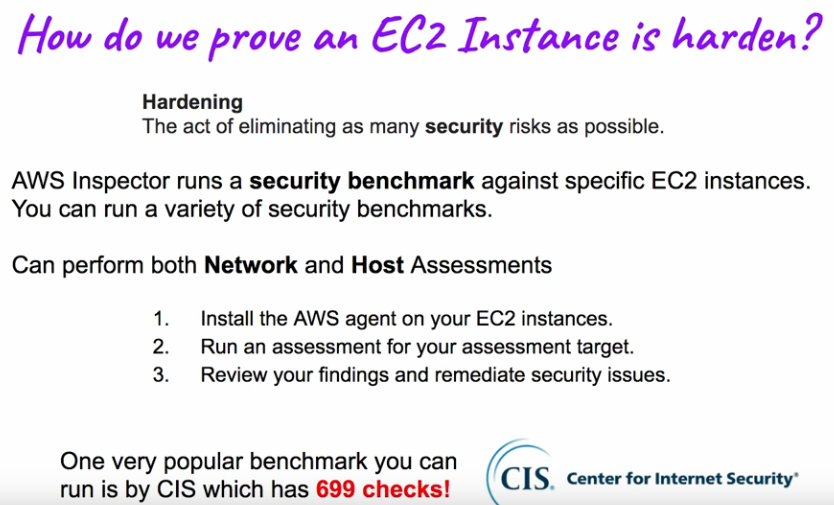 How do we prove an EC2 Instance is harden?
Hardening
The act of eliminating as many security risks as possible.
AWS Inspector runs a security benchmark against specific EC2 instances.
You can run a variety of security benchmarks.
Can perform both Network and Host Assessments
1. Install the AWS agent on your EC2 instances.
2. Run an assessment for your assessment target.
3. Review your findings and remediate security issues.
One very popular benchmark you can
run is by CIS which has 699 checks!
CIS. Center for Internet Security®